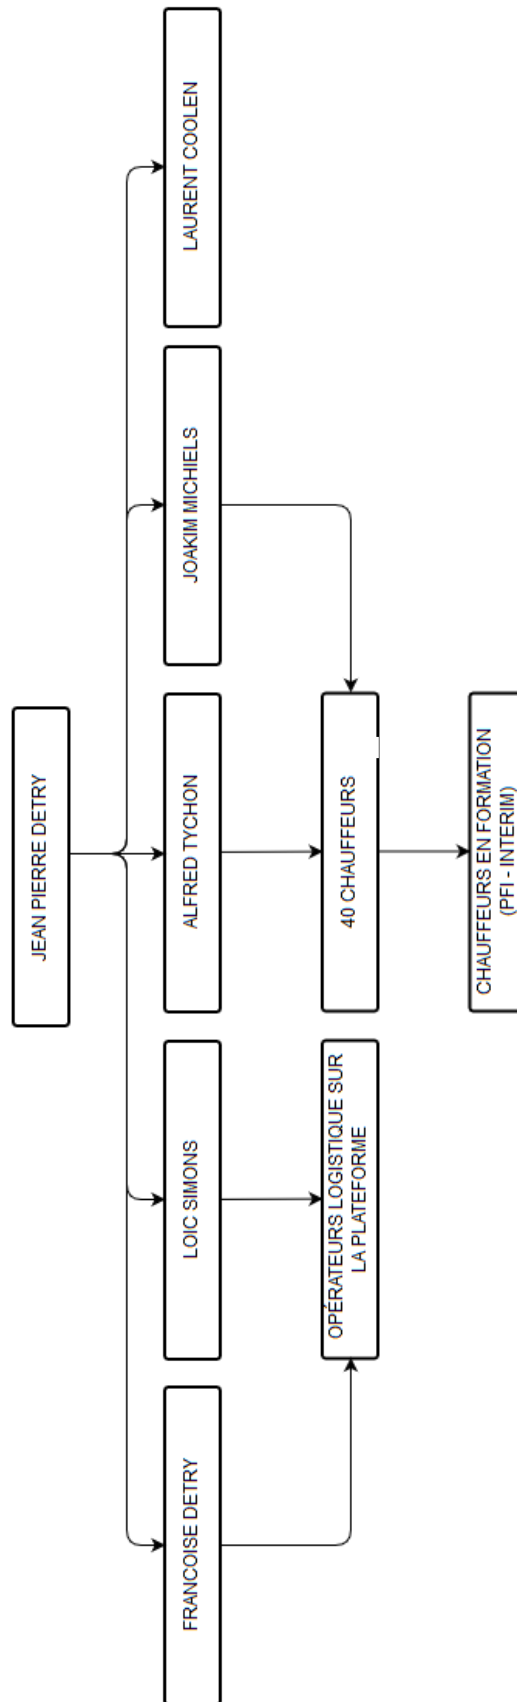 JEAN PIERRE DETRY
FRANCOISE DETRY
LOIC SIMONS
ALFRED TYCHON
JOAKIM MICHIELS
LAURENT COOLEN
OPÉRATEURS LOGISTIQUE SUR
LA PLATEFORME
40 CHAUFFEURS
CHAUFFEURS EN FORMATION
(PFI - INTERIM)